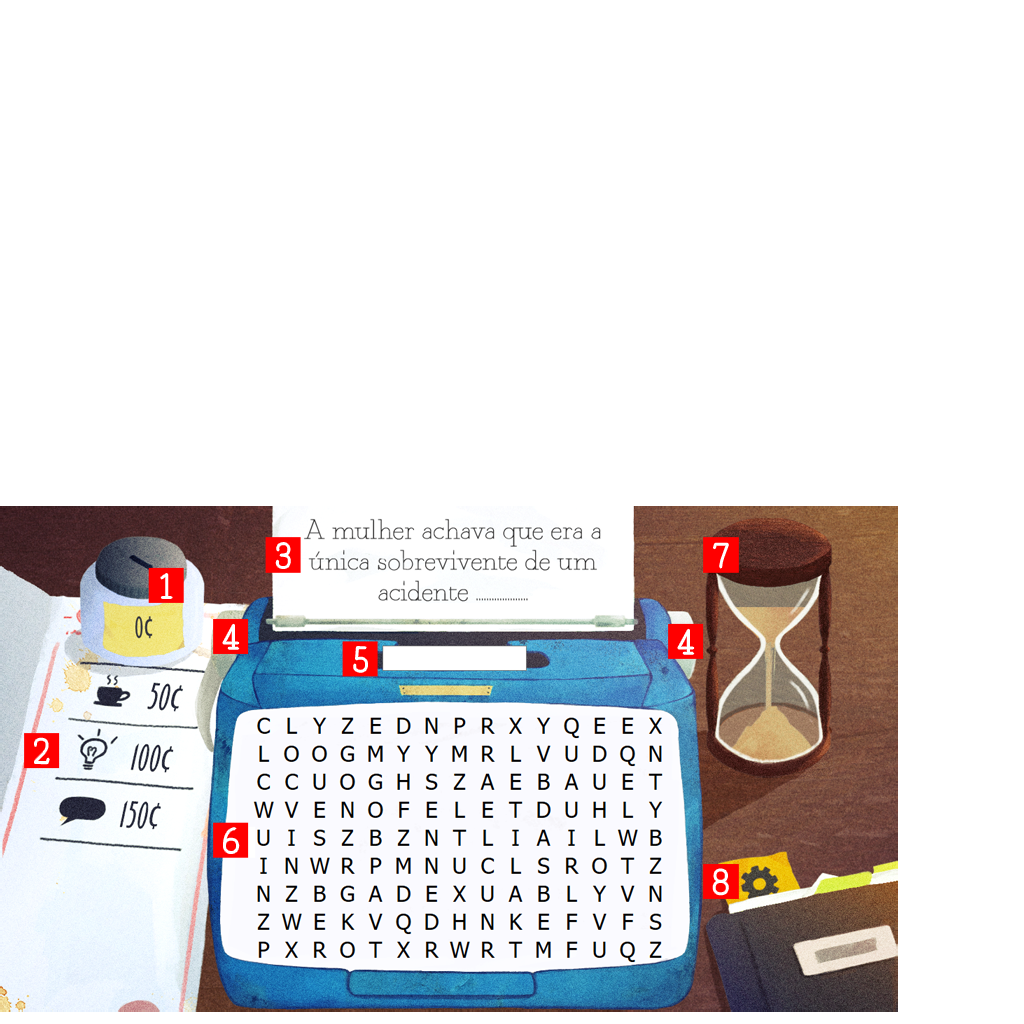 A mulher achava que era a
única sobrevivente de um
acidente ....................
1
0¢
2
50¢
100¢
150¢
3
4
4
5
6
7
8
C L Y Z E D N P R X Y Q E E X
L O O G M Y Y M R L V U D Q N
C C U O G H S Z A E B A U E T
W V E N O F E L E T D U H L Y
U I S Z B Z N T L I A I L W B
I N W R P M N U C L S R O T Z
N Z B G A D E X U A B L Y V N
Z W E K V Q D H N K E F V F S
P X R O T X R W R T M F U Q Z